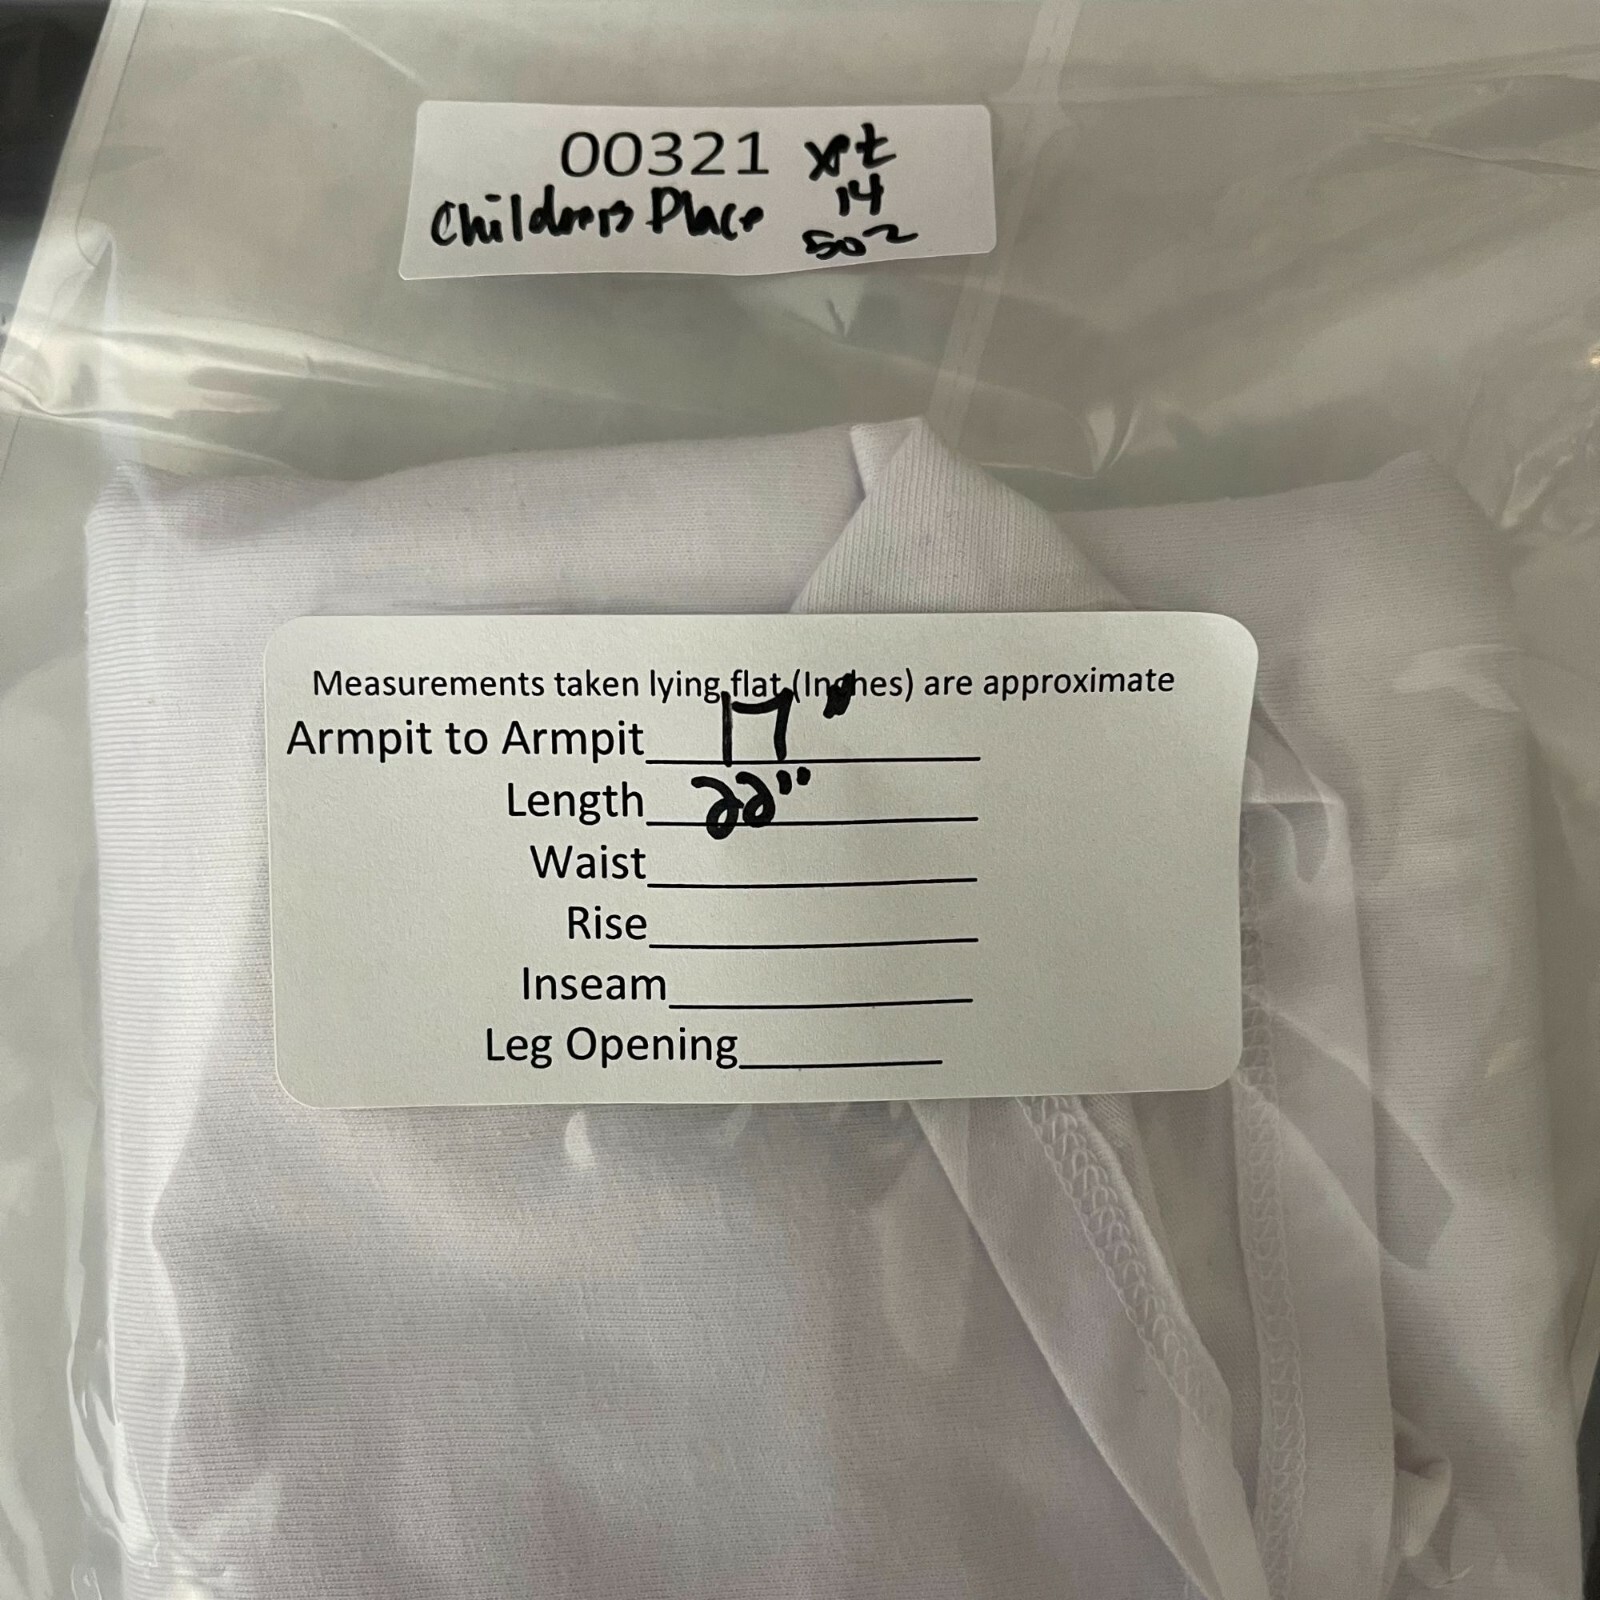 00321 xpt
Childrens Place 14
5oz
Measurements taken lying flat (Inches) are approximate
Armpit to Armpit 17"
Length 22"
Waist
Rise
Inseam
Leg Opening